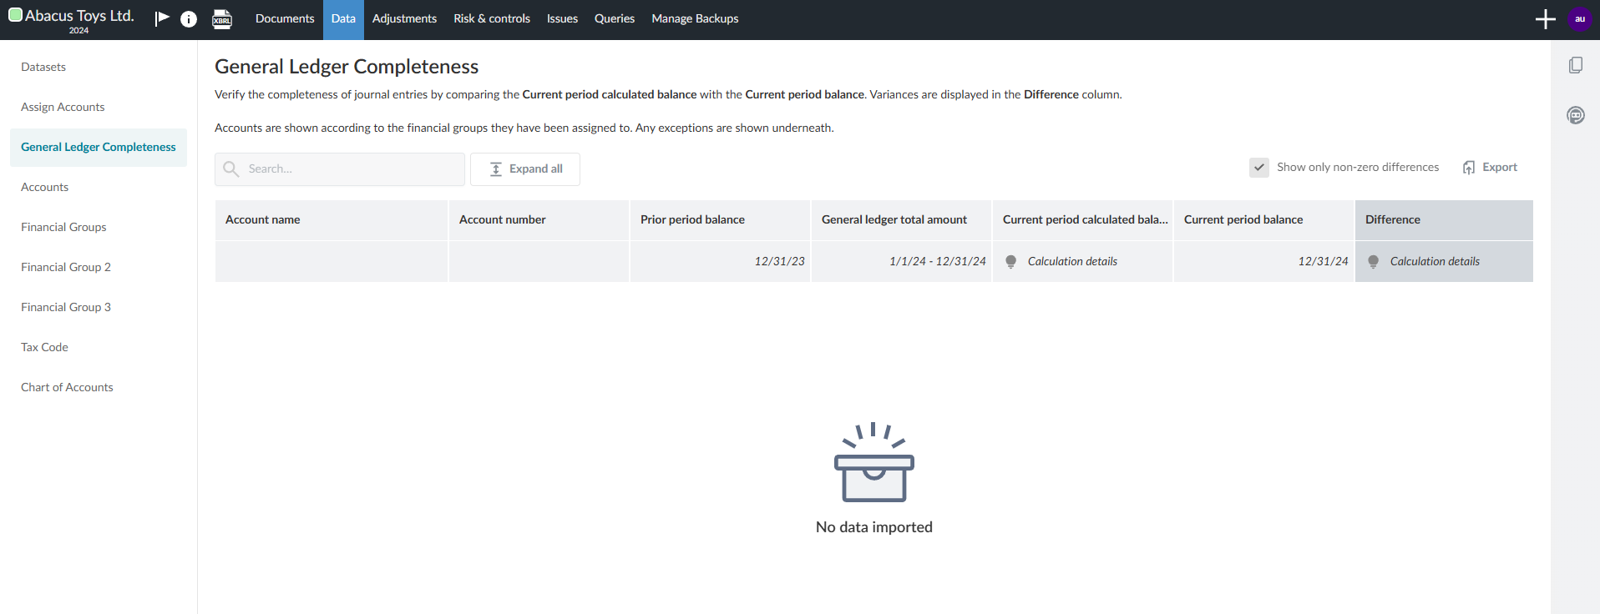 Abacus Toys Ltd.
2024
XBRL
Documents
Data
Adjustments
Risk & controls
Issues
Queries
Manage Backups
au
Datasets
Assign Accounts
General Ledger Completeness
Accounts
Financial Groups
Financial Group 2
Financial Group 3
Tax Code
Chart of Accounts
General Ledger Completeness
Verify the completeness of journal entries by comparing the Current period calculated balance with the Current period balance. Variances are displayed in the Difference column.
Accounts are shown according to the financial groups they have been assigned to. Any exceptions are shown underneath.
Search...
Expand all
Show only non-zero differences
Export
Account name
Account number
Prior period balance
General ledger total amount
Current period calculated bala...
Current period balance
Difference
12/31/23
1/1/24 - 12/31/24
Calculation details
12/31/24
Calculation details
No data imported